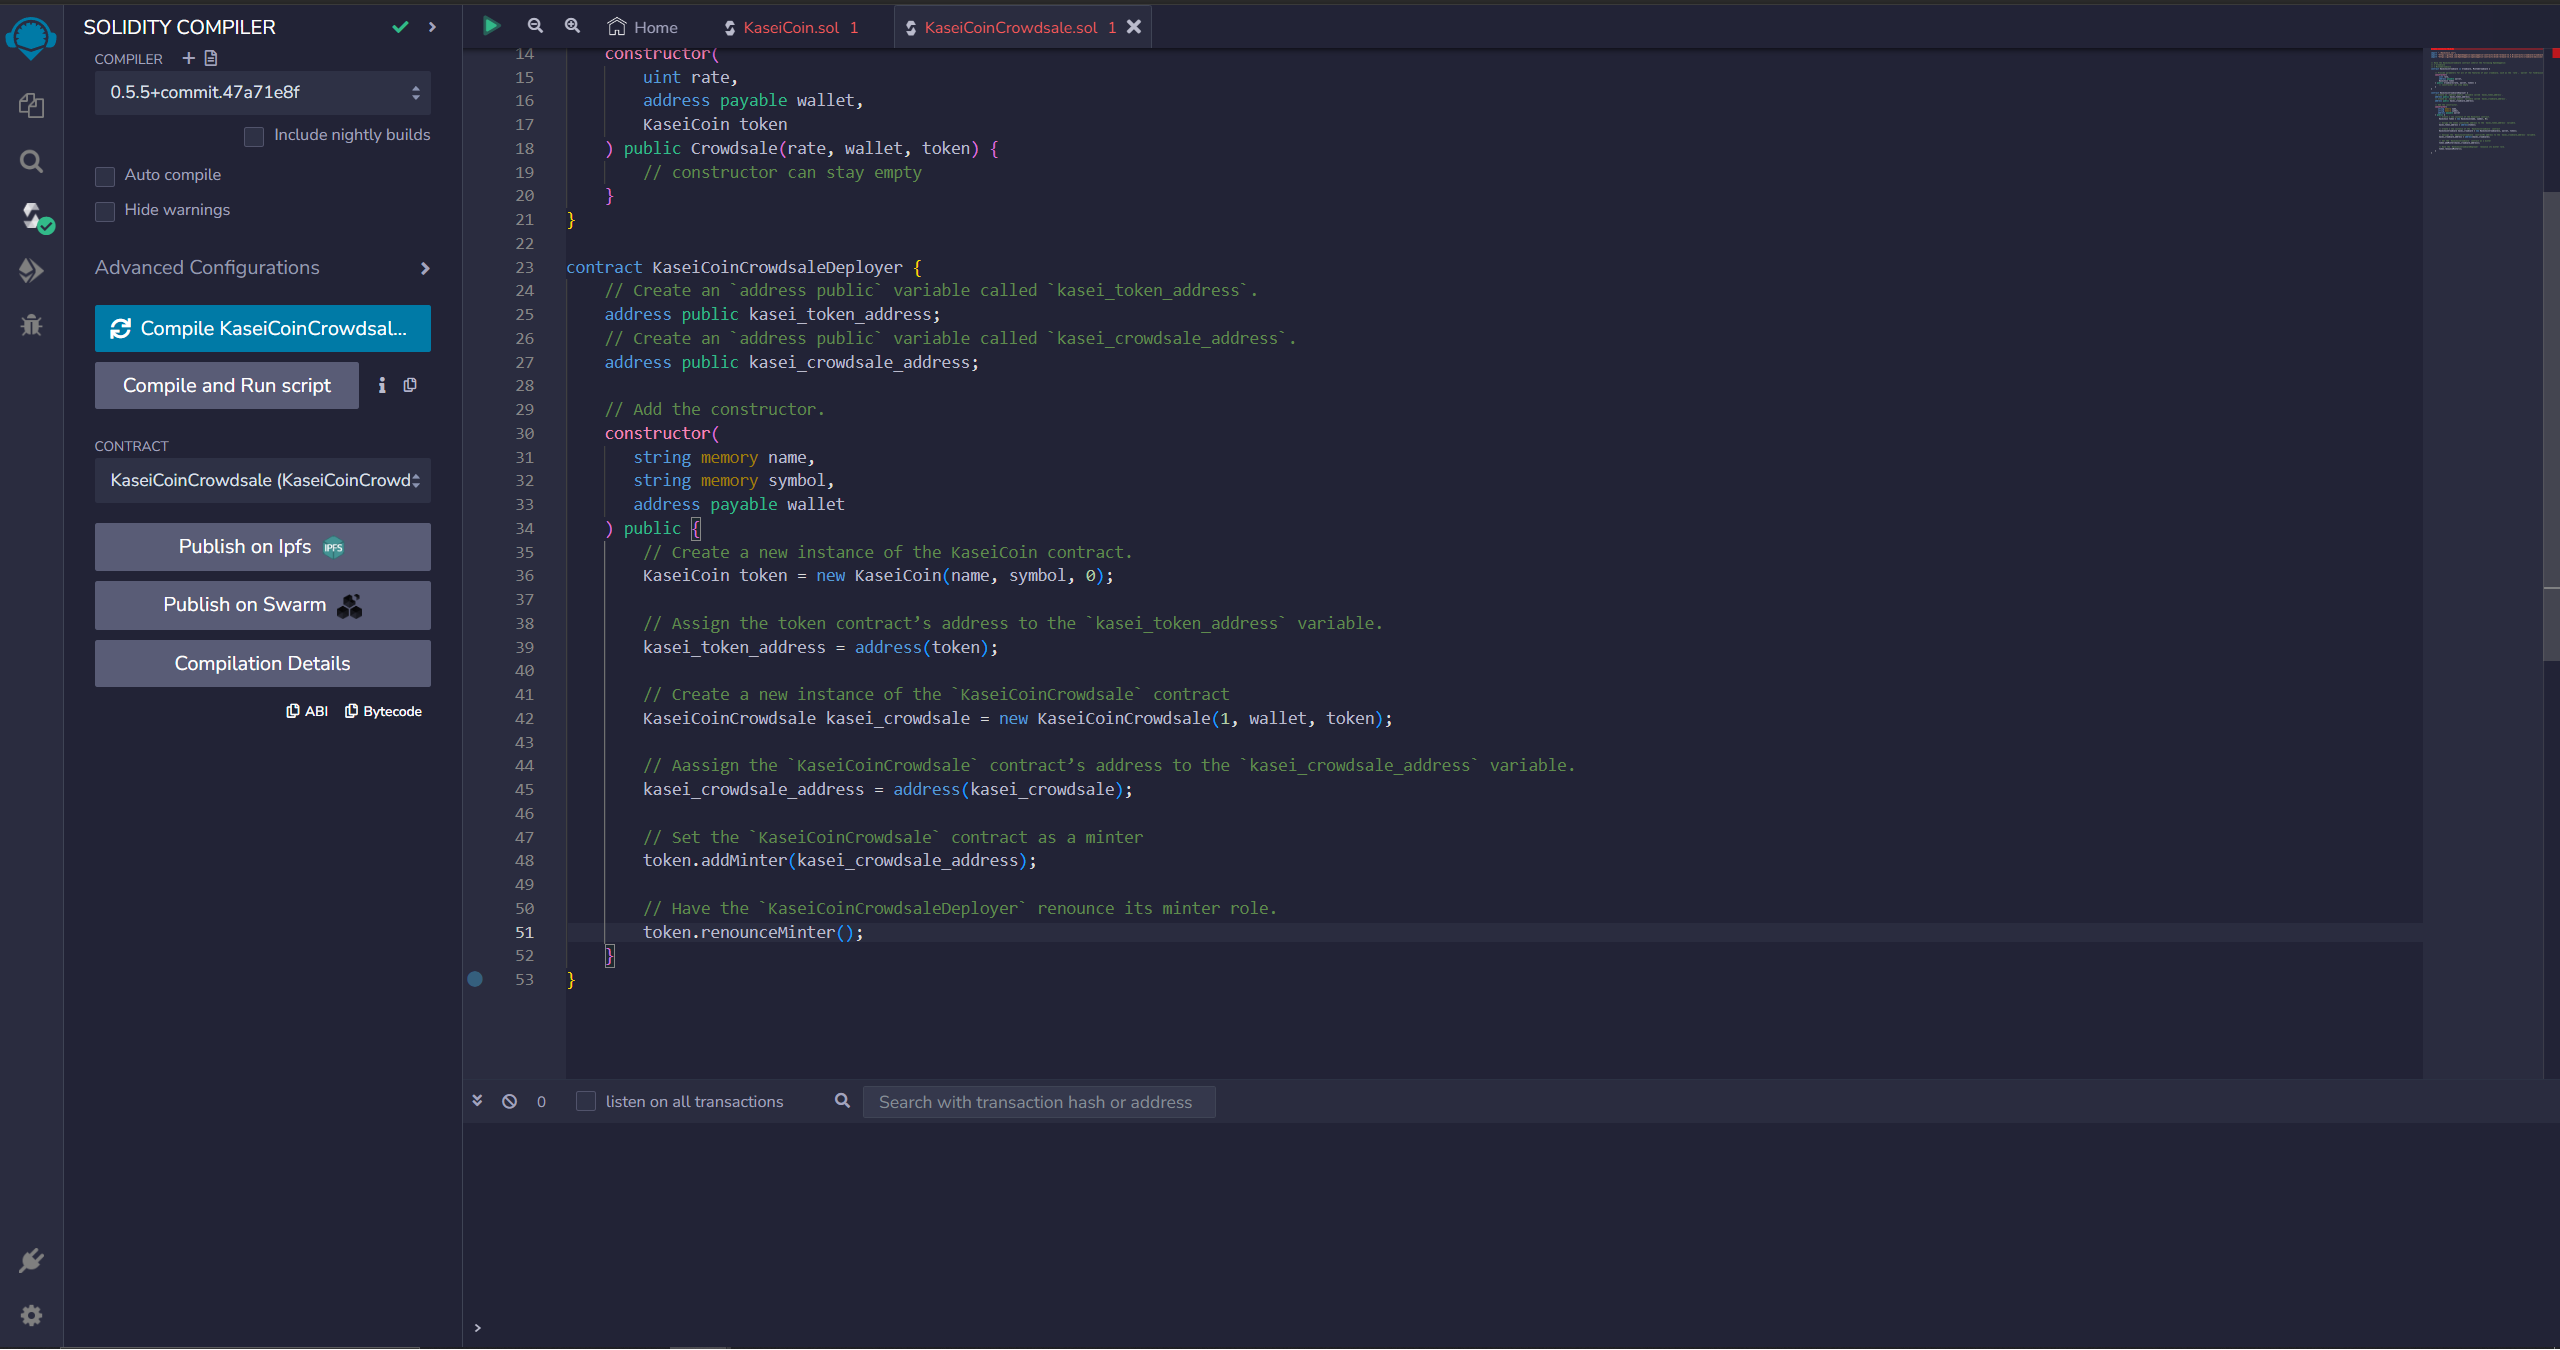 SOLIDITY COMPILER
COMPILER
0.5.5+commit.47a71e8f
Include nightly builds
Auto compile
Hide warnings
Advanced Configurations
Compile KaseiCoinCrowdsal...
Compile and Run script
CONTRACT
KaseiCoinCrowdsale (KaseiCoinCrowd
Publish on Ipfs IPFS
Publish on Swarm
Compilation Details
ABI Bytecode
Home KaseiCoin.sol 1 KaseiCoinCrowdsale.sol 1
14 constructor(
15 uint rate,
16 address payable wallet,
17 KaseiCoin token
18 ) public Crowdsale(rate, wallet, token) {
19 // constructor can stay empty
20 }
21 }
22
23 contract KaseiCoinCrowdsaleDeployer {
24 // Create an `address public` variable called `kasei_token_address`.
25 address public kasei_token_address;
26 // Create an `address public` variable called `kasei_crowdsale_address`.
27 address public kasei_crowdsale_address;
28
29 // Add the constructor.
30 constructor(
31 string memory name,
32 string memory symbol,
33 address payable wallet
34 ) public {
35 // Create a new instance of the KaseiCoin contract.
36 KaseiCoin token = new KaseiCoin(name, symbol, 0);
37
38 // Assign the token contract’s address to the `kasei_token_address` variable.
39 kasei_token_address = address(token);
40
41 // Create a new instance of the `KaseiCoinCrowdsale` contract
42 KaseiCoinCrowdsale kasei_crowdsale = new KaseiCoinCrowdsale(1, wallet, token);
43
44 // Aassign the `KaseiCoinCrowdsale` contract’s address to the `kasei_crowdsale_address` variable.
45 kasei_crowdsale_address = address(kasei_crowdsale);
46
47 // Set the `KaseiCoinCrowdsale` contract as a minter
48 token.addMinter(kasei_crowdsale_address);
49
50 // Have the `KaseiCoinCrowdsaleDeployer` renounce its minter role.
51 token.renounceMinter();
52 }
53 }
0 listen on all transactions Search with transaction hash or address
>